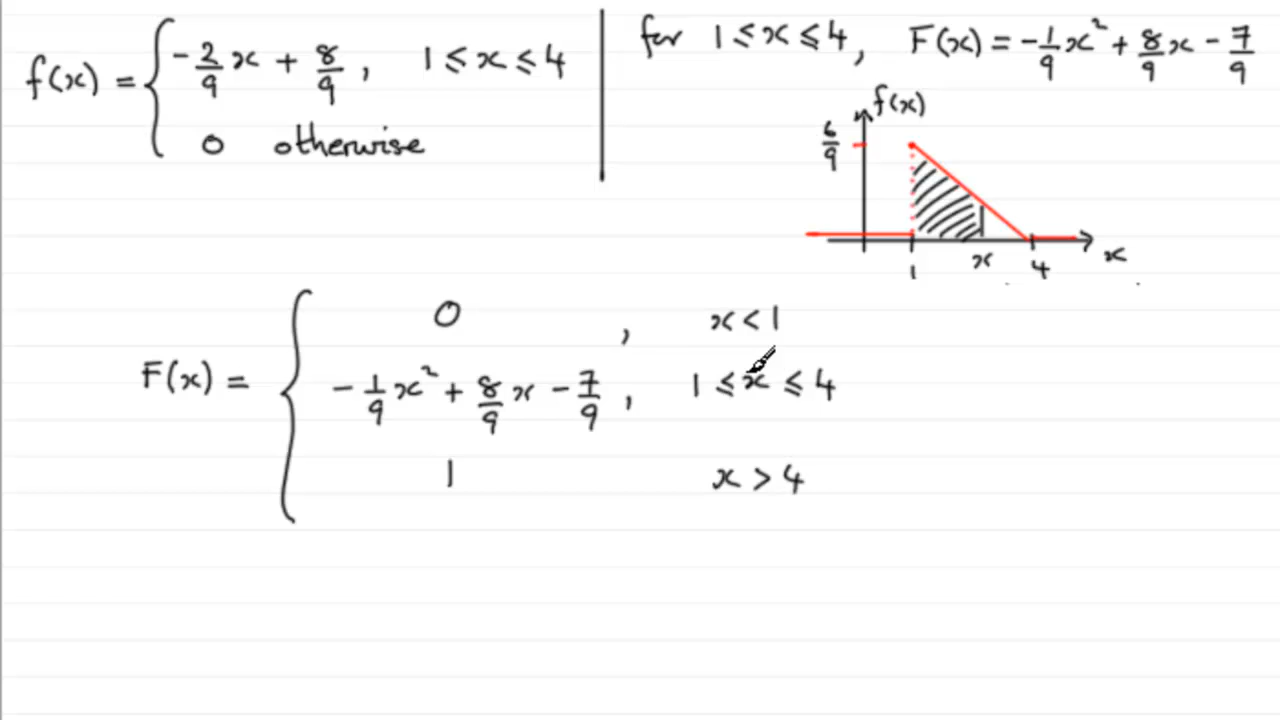 f(x) = { -2/9 x + 8/9 , 1 ≤ x ≤ 4
0 otherwise
for 1 ≤ x ≤ 4, F(x) = -1/9 x² + 8/9 x - 7/9
f(x)
6/9
1 x 4 x
F(x) = { 0 , x < 1
-1/9 x² + 8/9 x - 7/9 , 1 ≤ x ≤ 4
1 x > 4